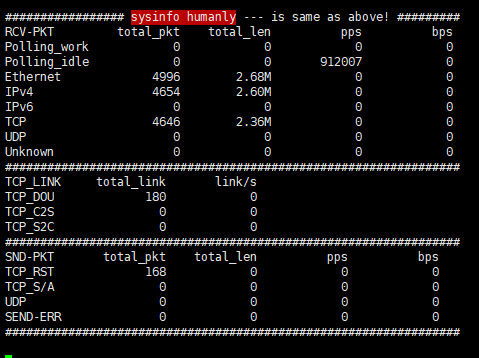 ################# sysinfo humanly --- is same as above! #########
RCV-PKT total_pkt total_len pps bps
Polling_work 0 0 0 0
Polling_idle 0 0 912007 0
Ethernet 4996 2.68M 0 0
IPv4 4654 2.60M 0 0
IPv6 0 0 0 0
TCP 4646 2.36M 0 0
UDP 0 0 0 0
Unknown 0 0 0 0
#################################################################
TCP_LINK total_link link/s
TCP_DOU 180 0
TCP_C2S 0 0
TCP_S2C 0 0
#################################################################
SND-PKT total_pkt total_len pps bps
TCP_RST 168 0 0 0
TCP_S/A 0 0 0 0
UDP 0 0 0 0
SEND-ERR 0 0 0 0
#################################################################